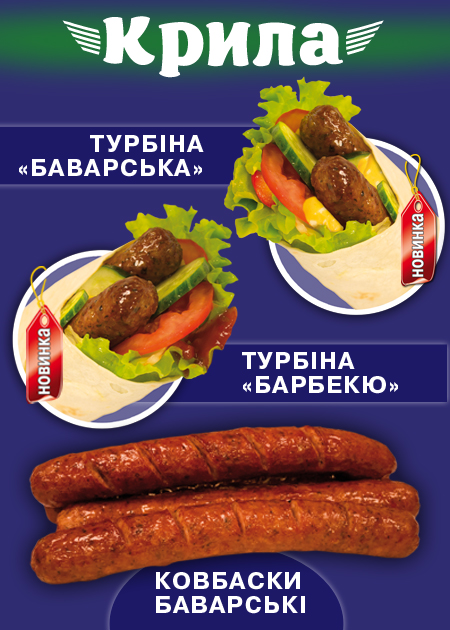 Крила
ТУРБІНА
«БАВАРСЬКА»
новинка
новинка
ТУРБІНА
«БАРБЕКЮ»
КОВБАСКИ
БАВАРСЬКІ